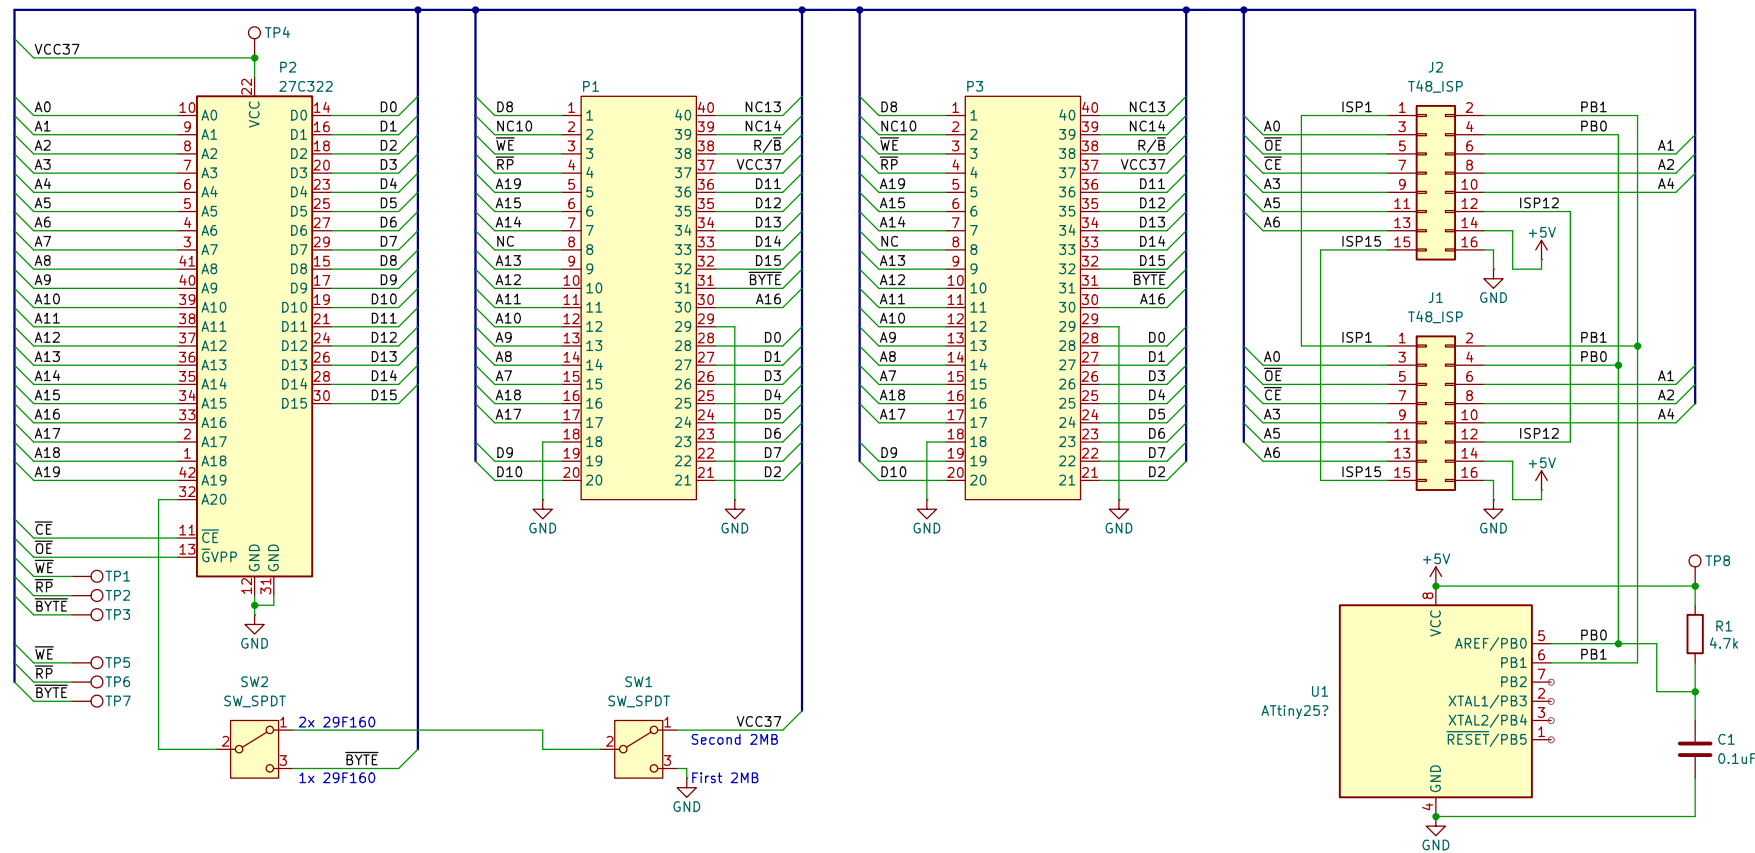 VCC37
TP4
P2
27C322
22
VCC
A0 10 A0 D0 14 D0
A1 9 A1 D1 16 D1
A2 8 A2 D2 18 D2
A3 7 A3 D3 20 D3
A4 6 A4 D4 23 D4
A5 5 A5 D5 25 D5
A6 4 A6 D6 27 D6
A7 3 A7 D7 29 D7
A8 41 A8 D8 15 D8
A9 40 A9 D9 17 D9
A10 39 A10 D10 19 D10
A11 38 A11 D11 21 D11
A12 37 A12 D12 24 D12
A13 36 A13 D13 26 D13
A14 35 A14 D14 28 D14
A15 34 A15 D15 30 D15
A16 33 A16
A17 2 A17
A18 1 A18
A19 42 A19
32 A20
CE 11 CE
OE 13 GVPP
GND GND
12 31
GND
WE TP1
RP TP2
BYTE TP3
WE TP5
RP TP6
BYTE TP7
SW2
SW_SPDT
2 1 2x 29F160
3 BYTE
1x 29F160
P1
D8 1 1 40 40 NC13
NC10 2 2 39 39 NC14
WE 3 3 38 38 R/B
RP 4 4 37 37 VCC37
A19 5 5 36 36 D11
A15 6 6 35 35 D12
A14 7 7 34 34 D13
NC 8 8 33 33 D14
A13 9 9 32 32 D15
A12 10 10 31 31 BYTE
A11 11 11 30 30 A16
A10 12 12 29 29
A9 13 13 28 28 D0
A8 14 14 27 27 D1
A7 15 15 26 26 D3
A18 16 16 25 25 D4
A17 17 17 24 24 D5
18 18 23 23 D6
D9 19 19 22 22 D7
D10 20 20 21 21 D2
GND GND
SW1
SW_SPDT
2 1 VCC37
Second 2MB
3 First 2MB
GND
P3
D8 1 1 40 40 NC13
NC10 2 2 39 39 NC14
WE 3 3 38 38 R/B
RP 4 4 37 37 VCC37
A19 5 5 36 36 D11
A15 6 6 35 35 D12
A14 7 7 34 34 D13
NC 8 8 33 33 D14
A13 9 9 32 32 D15
A12 10 10 31 31 BYTE
A11 11 11 30 30 A16
A10 12 12 29 29
A9 13 13 28 28 D0
A8 14 14 27 27 D1
A7 15 15 26 26 D3
A18 16 16 25 25 D4
A17 17 17 24 24 D5
18 18 23 23 D6
D9 19 19 22 22 D7
D10 20 20 21 21 D2
GND GND
J2
T48_ISP
ISP1 1 2 PB1
A0 3 4 PB0
OE 5 6 A1
CE 7 8 A2
A3 9 10 A4
A5 11 12 ISP12
A6 13 14 +5V
ISP15 15 16
GND
J1
T48_ISP
ISP1 1 2 PB1
A0 3 4 PB0
OE 5 6 A1
CE 7 8 A2
A3 9 10 A4
A5 11 12 ISP12
A6 13 14 +5V
ISP15 15 16
GND
+5V
TP8
8
VCC
R1
4.7k
AREF/PB0 5 PB0
PB1 6 PB1
PB2 7
XTAL1/PB3 2
XTAL2/PB4 3
RESET/PB5 1
U1
ATtiny25?
C1
0.1uF
GND
4
GND